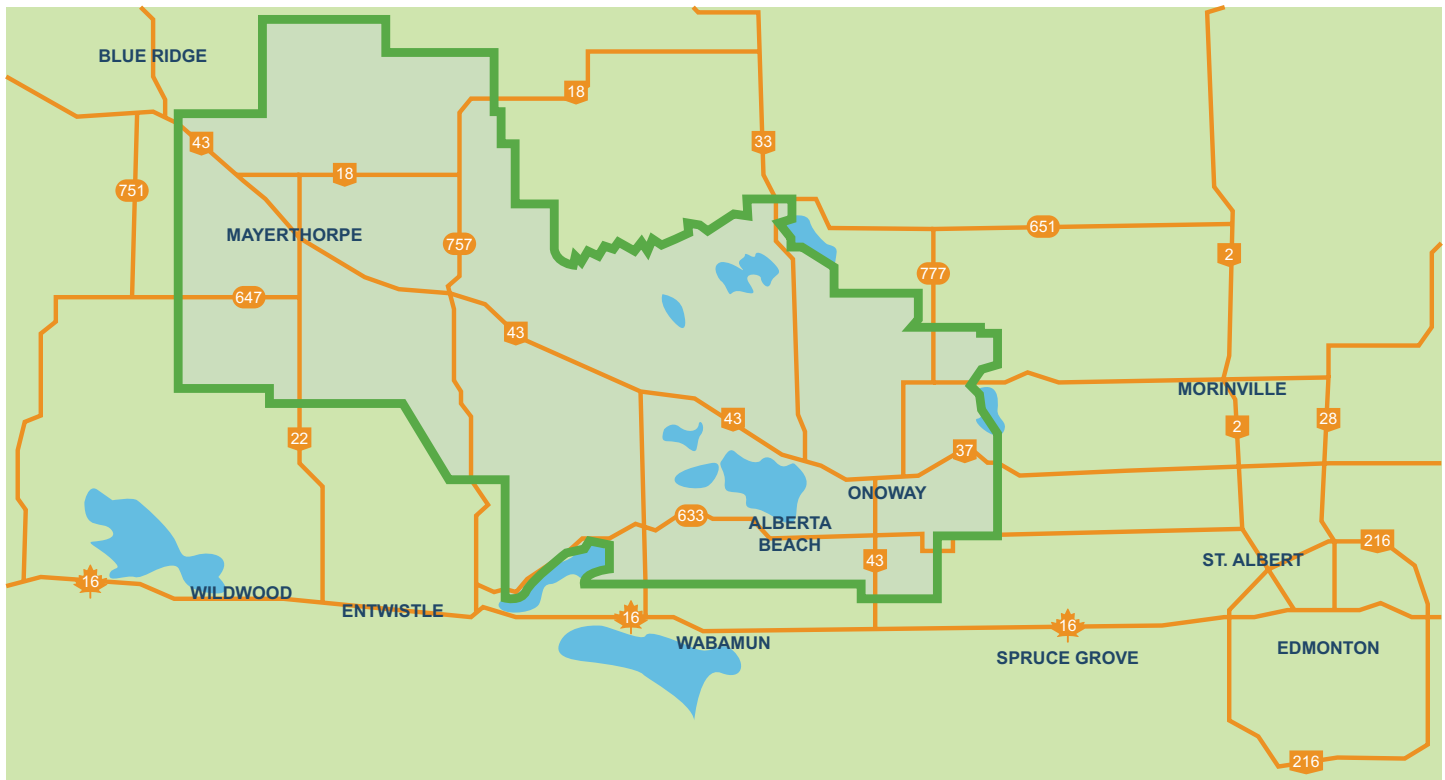 BLUE RIDGE
18
43
33
18
751
MAYERTHORPE
757
651
2
777
647
43
MORINVILLE
43
28
2
22
37
ONOWAY
633
ALBERTA
BEACH
216
43
ST. ALBERT
16
WILDWOOD
ENTWISTLE
16
16
WABAMUN
EDMONTON
SPRUCE GROVE
216